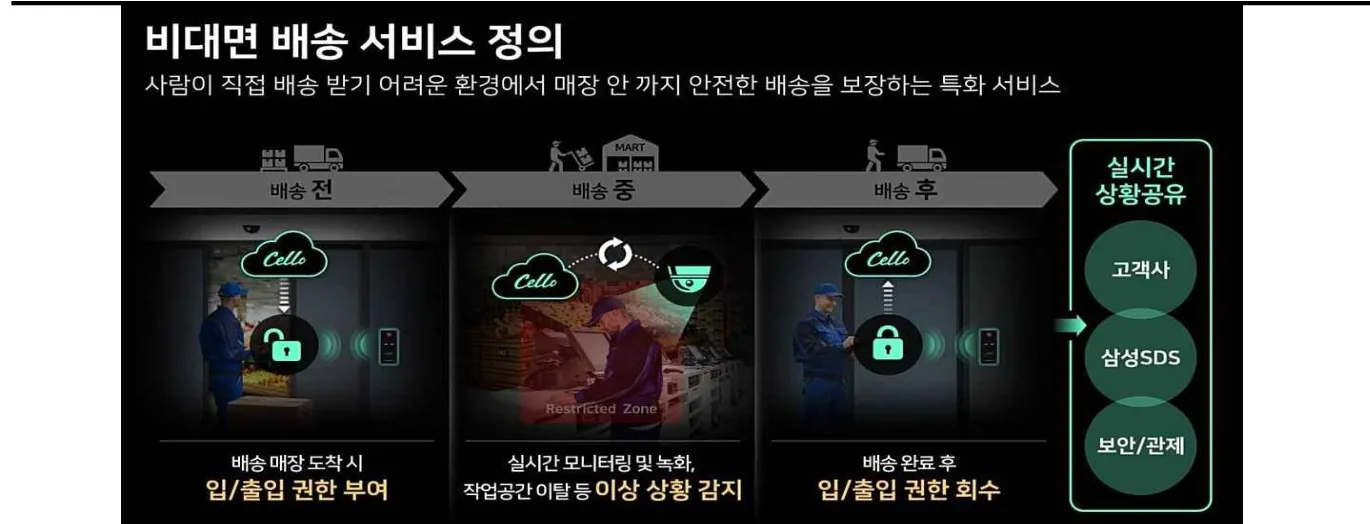 비대면 배송 서비스 정의
사람이 직접 배송 받기 어려운 환경에서 매장 안 까지 안전한 배송을 보장하는 특화 서비스
MART
배송 전
배송 중
배송 후
Cello
Cello
Restricted Zone
Cello
배송 매장 도착 시
입/출입 권한 부여
실시간 모니터링 및 녹화,
작업공간 이탈 등 이상 상황 감지
배송 완료 후
입/출입 권한 회수
실시간
상황공유
고객사
삼성SDS
보안/관제